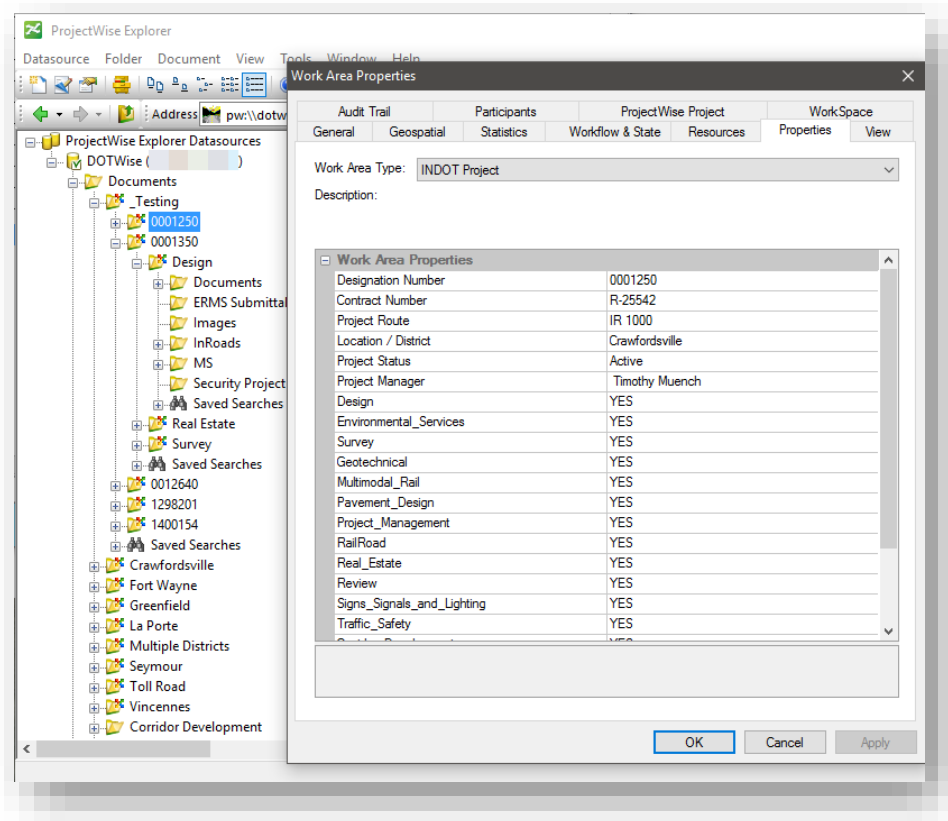 ProjectWise Explorer
Datasource Folder Document View Tools Window Help
Address pw:\\dotw
ProjectWise Explorer Datasources
DOTWise ( )
Documents
_Testing
0001250
0001350
Design
Documents
ERMS Submittal
Images
InRoads
MS
Security Project
Saved Searches
Real Estate
Survey
Saved Searches
0012640
1298201
1400154
Saved Searches
Crawfordsville
Fort Wayne
Greenfield
La Porte
Multiple Districts
Seymour
Toll Road
Vincennes
Corridor Development
Work Area Properties
Audit Trail Participants ProjectWise Project WorkSpace
General Geospatial Statistics Workflow & State Resources Properties View
Work Area Type: INDOT Project
Description:
Work Area Properties
Designation Number 0001250
Contract Number R-25542
Project Route IR 1000
Location / District Crawfordsville
Project Status Active
Project Manager Timothy Muench
Design YES
Environmental_Services YES
Survey YES
Geotechnical YES
Multimodal_Rail YES
Pavement_Design YES
Project_Management YES
RailRoad YES
Real_Estate YES
Review YES
Signs_Signals_and_Lighting YES
Traffic_Safety YES
OK Cancel Apply